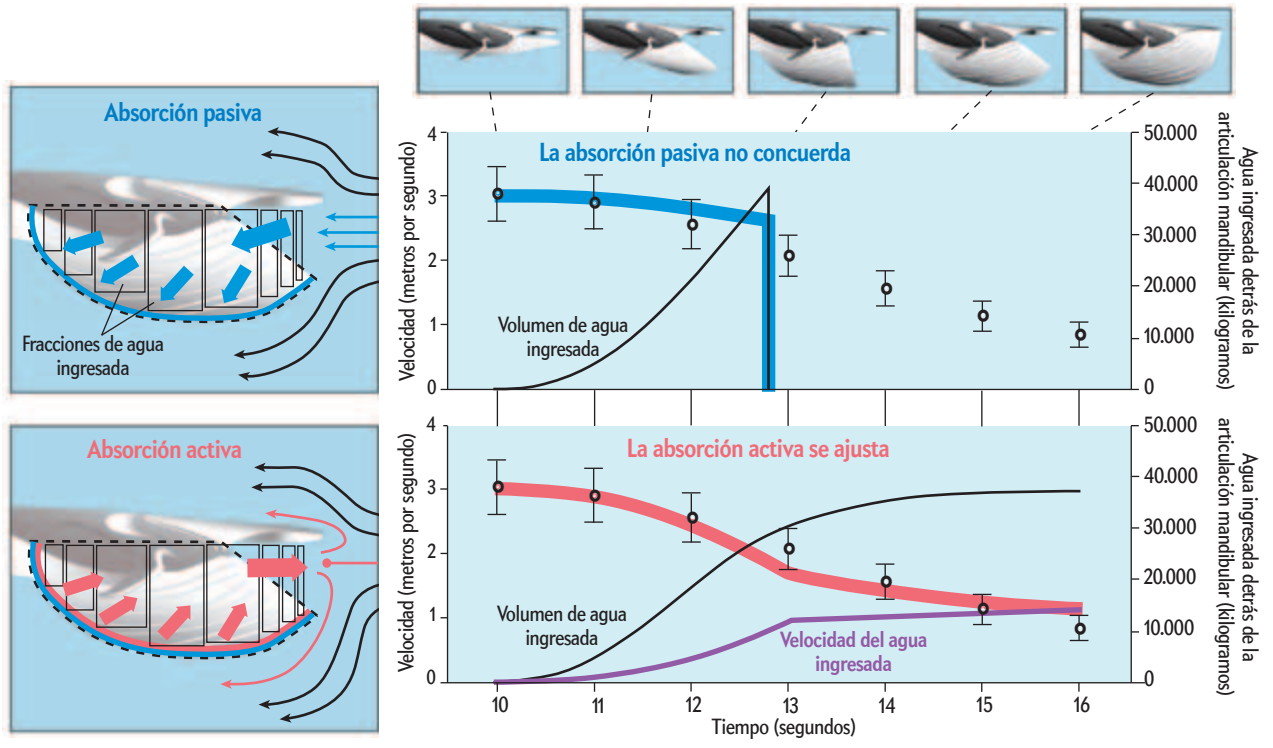 Absorción pasiva
Fracciones de agua
ingresada
La absorción pasiva no concuerda
Velocidad (metros por segundo)
4
3
2
1
0
Volumen de agua
ingresada
50.000
40.000
30.000
20.000
10.000
0
Agua ingresada detrás de la
articulación mandibular (kilogramos)
Absorción activa
La absorción activa se ajusta
Velocidad (metros por segundo)
4
3
2
1
0
Volumen de agua
ingresada
Velocidad del agua
ingresada
50.000
40.000
30.000
20.000
10.000
0
Agua ingresada detrás de la
articulación mandibular (kilogramos)
10
11
12
13
14
15
16
Tiempo (segundos)